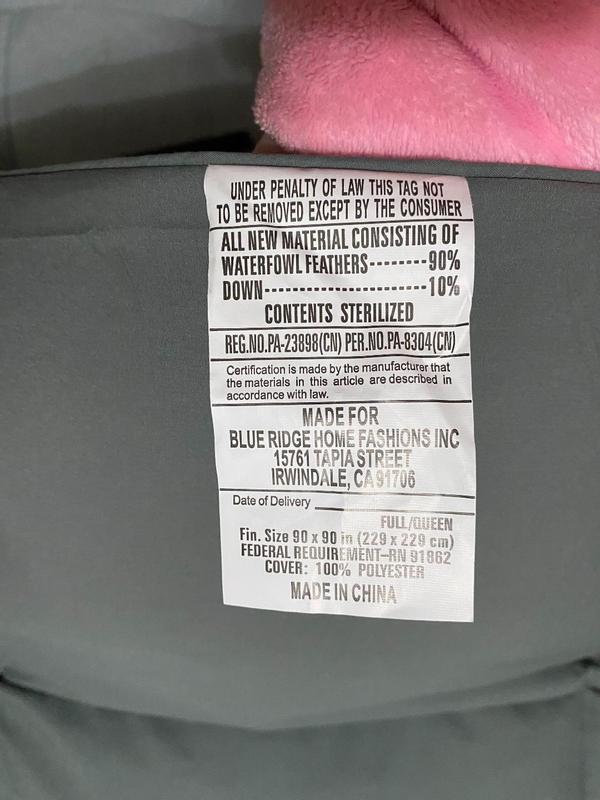 UNDER PENALTY OF LAW THIS TAG NOT
TO BE REMOVED EXCEPT BY THE CONSUMER
ALL NEW MATERIAL CONSISTING OF
WATERFOWL FEATHERS--------90%
DOWN-----------------------10%
CONTENTS STERILIZED
REG.NO.PA-23898(CN) PER.NO.PA-8304(CN)
Certification is made by the manufacturer that
the materials in this article are described in
accordance with law.
MADE FOR
BLUE RIDGE HOME FASHIONS INC
15761 TAPIA STREET
IRWINDALE, CA 91706
Date of Delivery
FULL/QUEEN
Fin. Size 90 x 90 in (229 x 229 cm)
FEDERAL REQUIREMENT–RN 91862
COVER: 100% POLYESTER
MADE IN CHINA